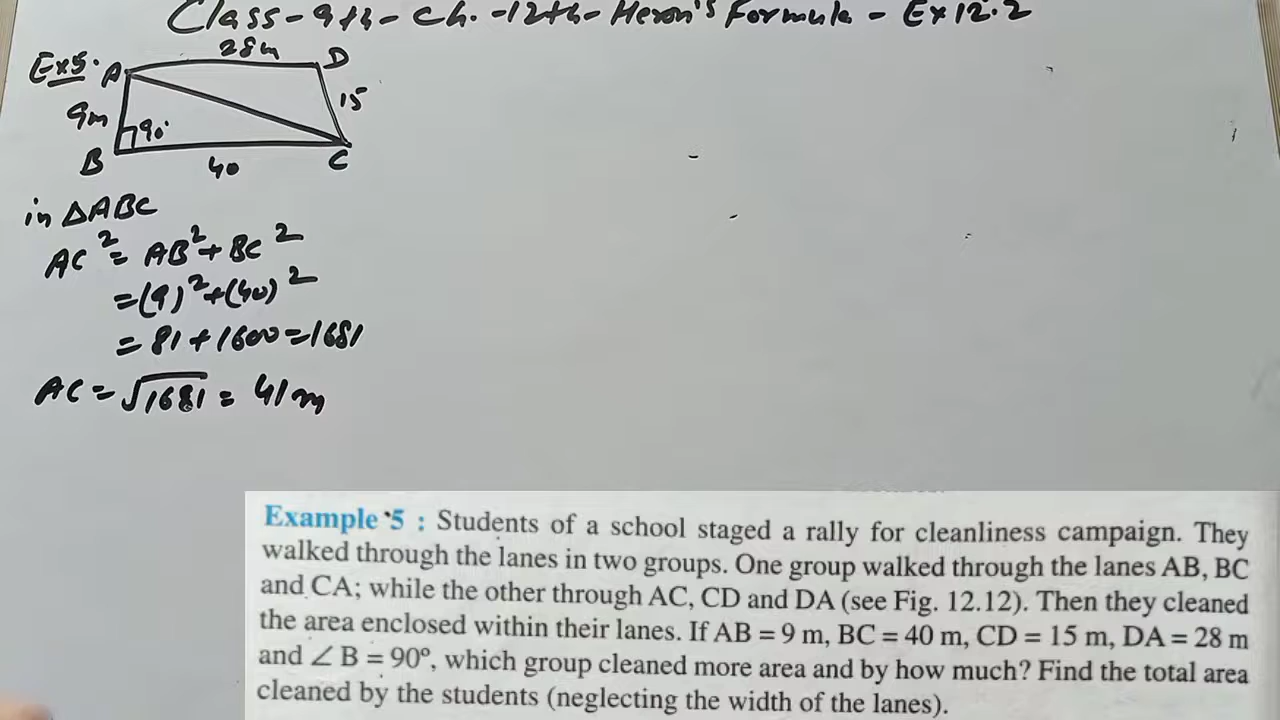 Class-9th-Ch.-12th-Heron's Formula - Ex 12.2
Ex5.
28m
A
D
9m
15
90°
B
40
C
in △ABC
AC² = AB² + BC²
= (9)² + (40)²
= 81 + 1600 = 1681
AC = √1681 = 41m
Example 5 : Students of a school staged a rally for cleanliness campaign. They
walked through the lanes in two groups. One group walked through the lanes AB, BC
and CA; while the other through AC, CD and DA (see Fig. 12.12). Then they cleaned
the area enclosed within their lanes. If AB = 9 m, BC = 40 m, CD = 15 m, DA = 28 m
and ∠ B = 90º, which group cleaned more area and by how much? Find the total area
cleaned by the students (neglecting the width of the lanes).